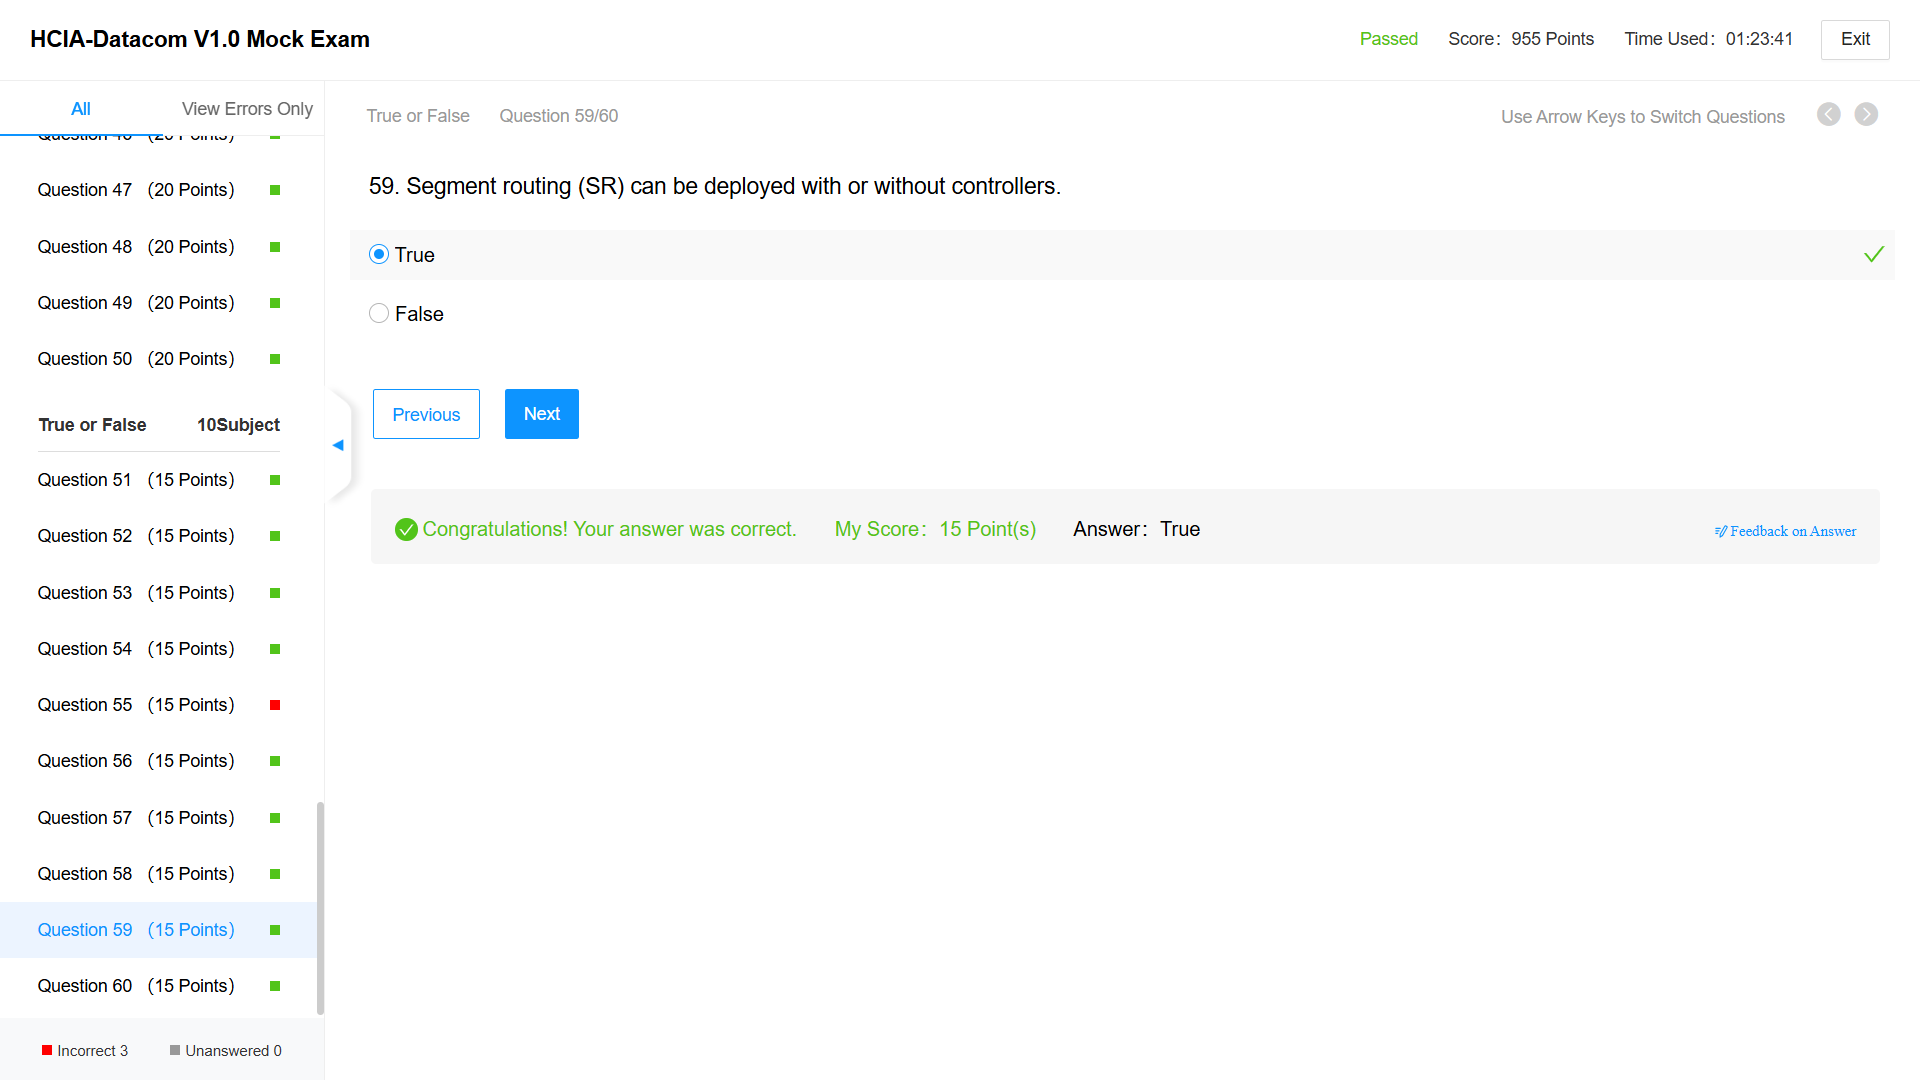 HCIA-Datacom V1.0 Mock Exam
Passed Score：955 Points Time Used：01:23:41 Exit
All View Errors Only
True or False Question 59/60 Use Arrow Keys to Switch Questions
Question 47 （20 Points）
Question 48 （20 Points）
Question 49 （20 Points）
Question 50 （20 Points）
True or False 10Subject
Question 51 （15 Points）
Question 52 （15 Points）
Question 53 （15 Points）
Question 54 （15 Points）
Question 55 （15 Points）
Question 56 （15 Points）
Question 57 （15 Points）
Question 58 （15 Points）
Question 59 （15 Points）
Question 60 （15 Points）
Incorrect 3 Unanswered 0
59. Segment routing (SR) can be deployed with or without controllers.
True
False
Previous Next
Congratulations! Your answer was correct. My Score：15 Point(s) Answer：True Feedback on Answer